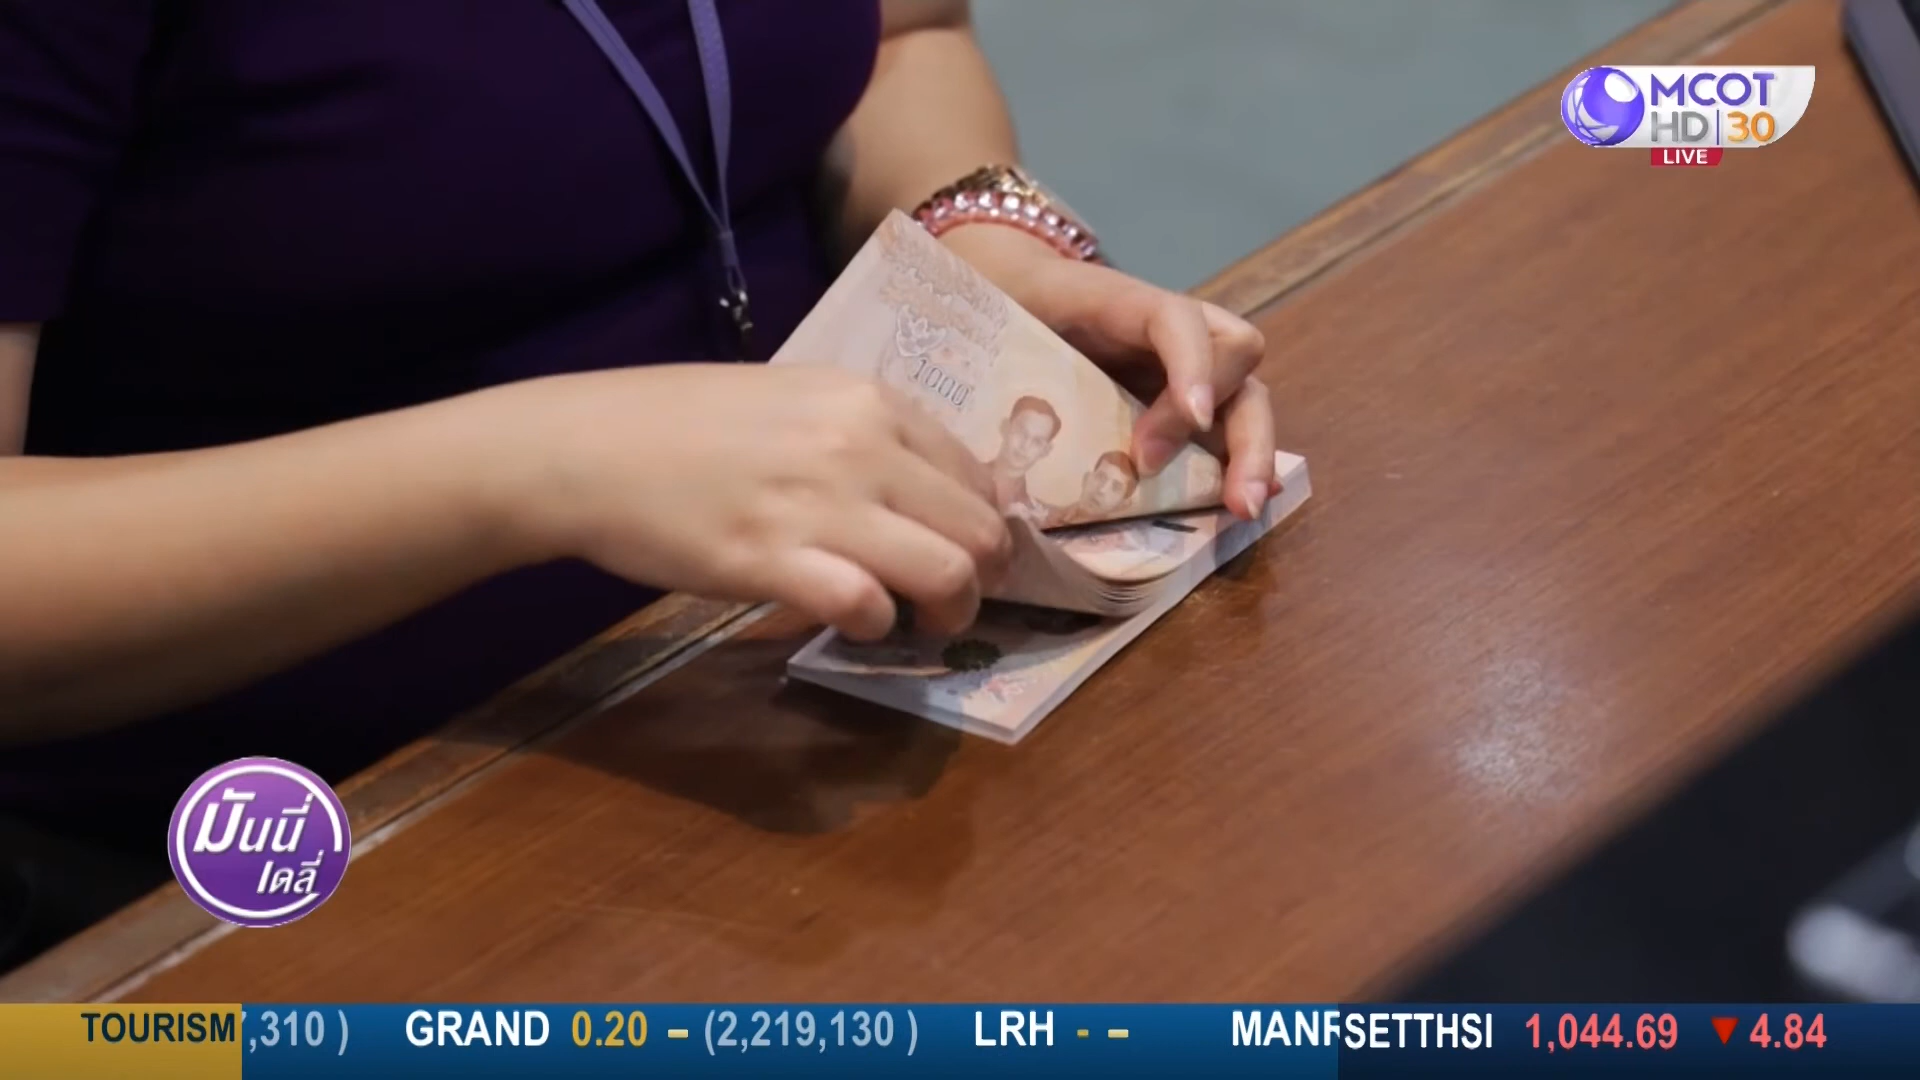 MCOT
HD 30
LIVE
1000
มันนี่
เดลี่
TOURISM ,310 ) GRAND 0.20 – (2,219,130 ) LRH - – MANR SETTHSI 1,044.69 ▼ 4.84